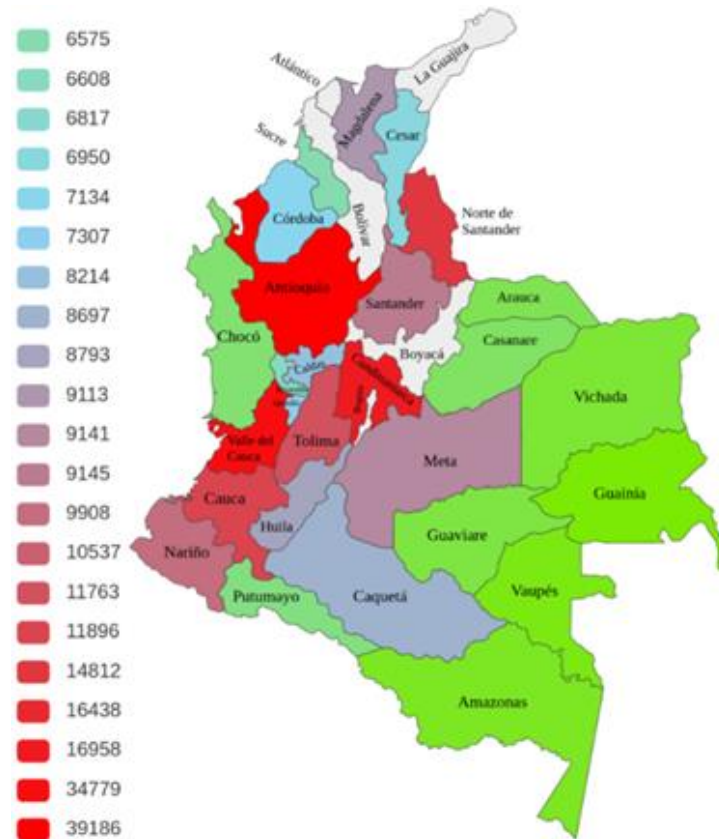 6575
6608
6817
6950
7134
7307
8214
8697
8793
9113
9141
9145
9908
10537
11763
11896
14812
16438
16958
34779
39186
La Guajira
Atlántico
Magdalena
Cesar
Sucre
Norte de
Santander
Córdoba
Bolívar
Antioquia
Santander
Arauca
Chocó
Boyacá
Casanare
Caldas
Cundinamarca
Vichada
Valle del
Cauca
Tolima
Bogotá
Meta
Guainía
Cauca
Huila
Guaviare
Nariño
Vaupés
Putumayo
Caquetá
Amazonas